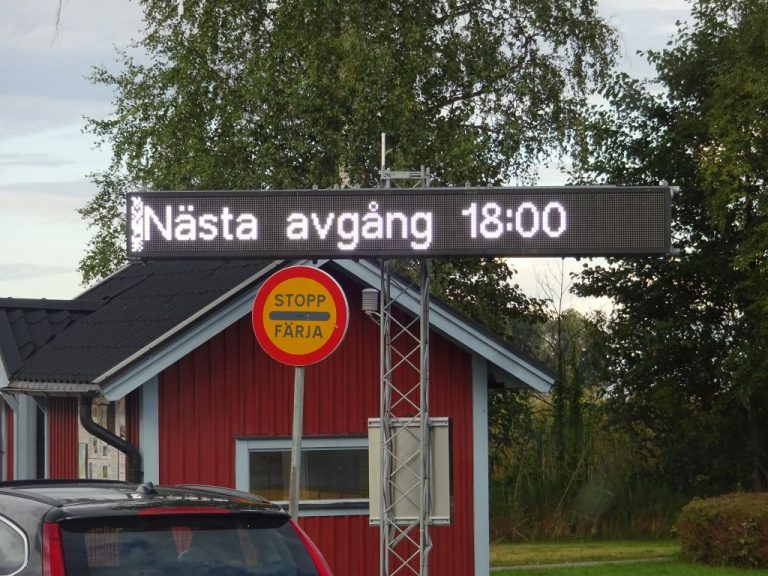 Nästa avgång 18:00
STOPP
FÄRJA